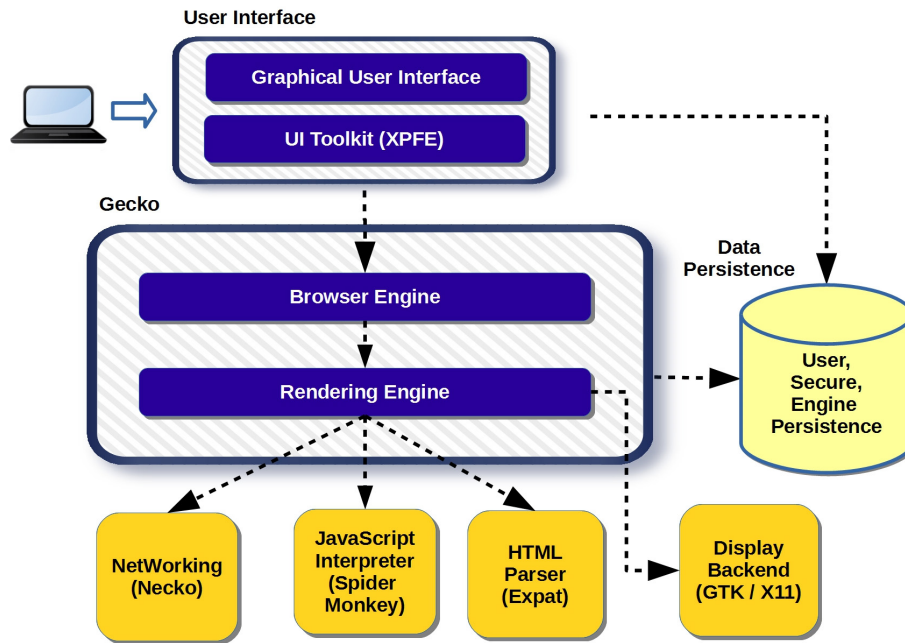 User Interface
Graphical User Interface
UI Toolkit (XPFE)
Gecko
Browser Engine
Rendering Engine
Data
Persistence
User,
Secure,
Engine
Persistence
NetWorking
(Necko)
JavaScript
Interpreter
(Spider
Monkey)
HTML
Parser
(Expat)
Display
Backend
(GTK / X11)